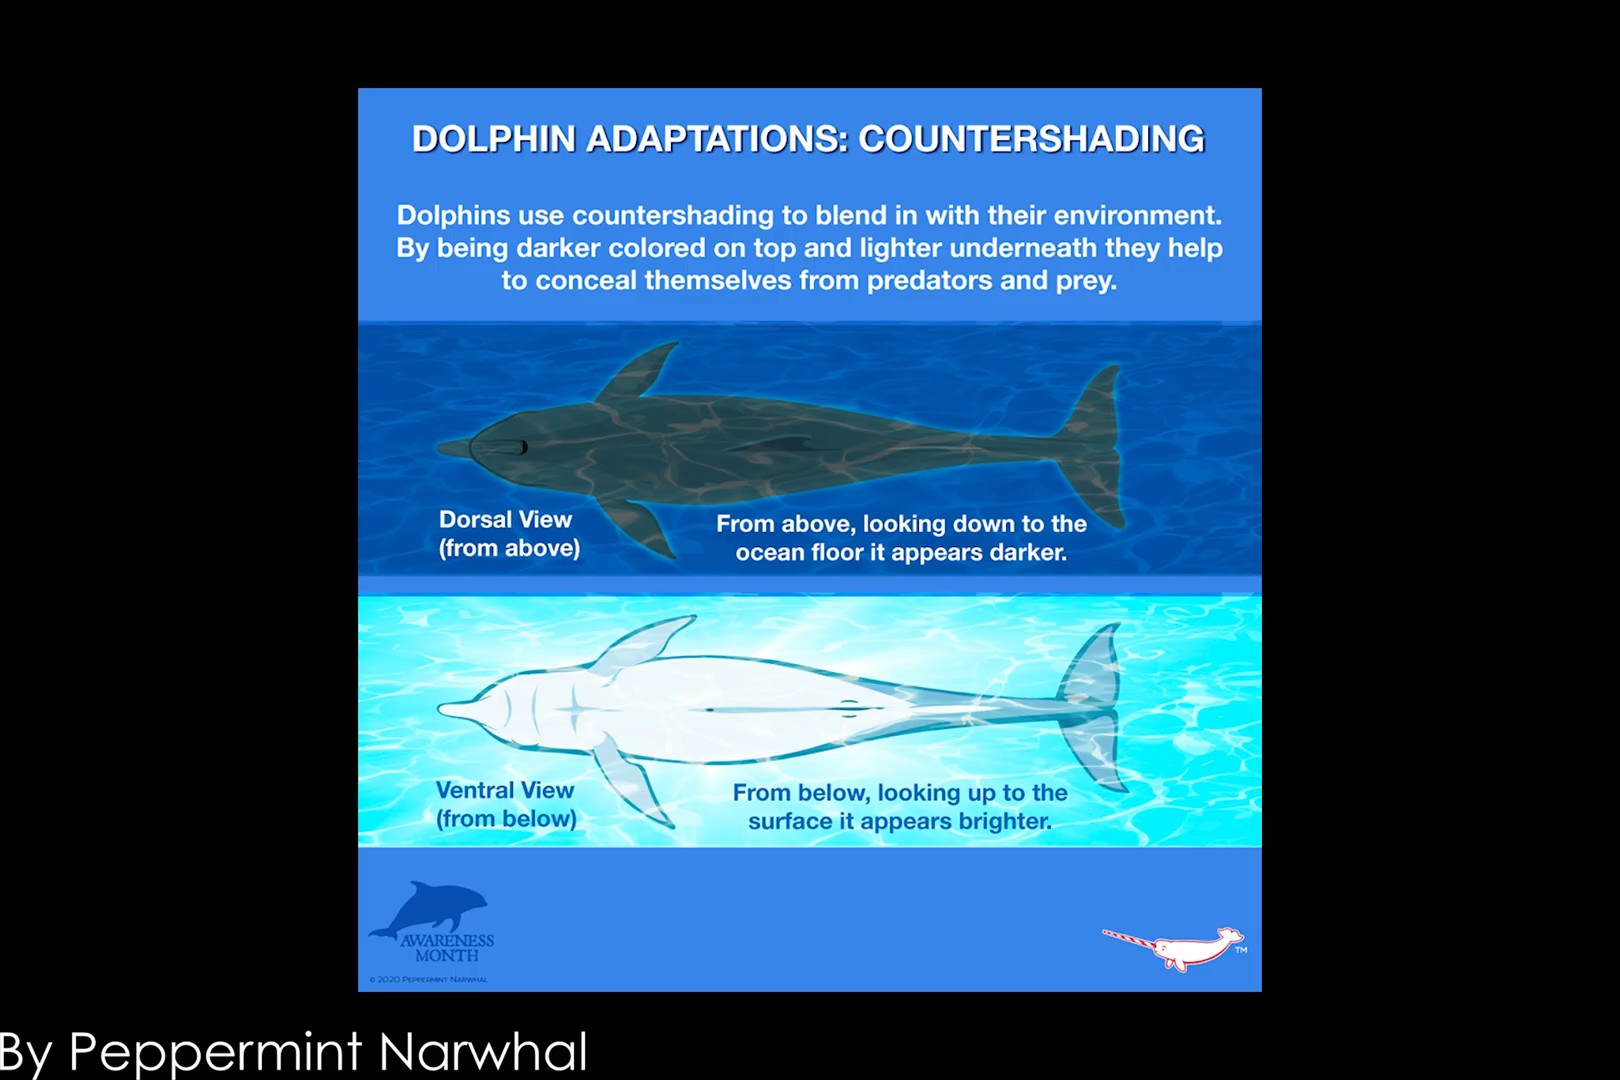 DOLPHIN ADAPTATIONS: COUNTERSHADING
Dolphins use countershading to blend in with their environment.
By being darker colored on top and lighter underneath they help
to conceal themselves from predators and prey.
Dorsal View
(from above)
From above, looking down to the
ocean floor it appears darker.
Ventral View
(from below)
From below, looking up to the
surface it appears brighter.
AWARENESS
MONTH
© 2020 PEPPERMINT NARWHAL
TM
By Peppermint Narwhal